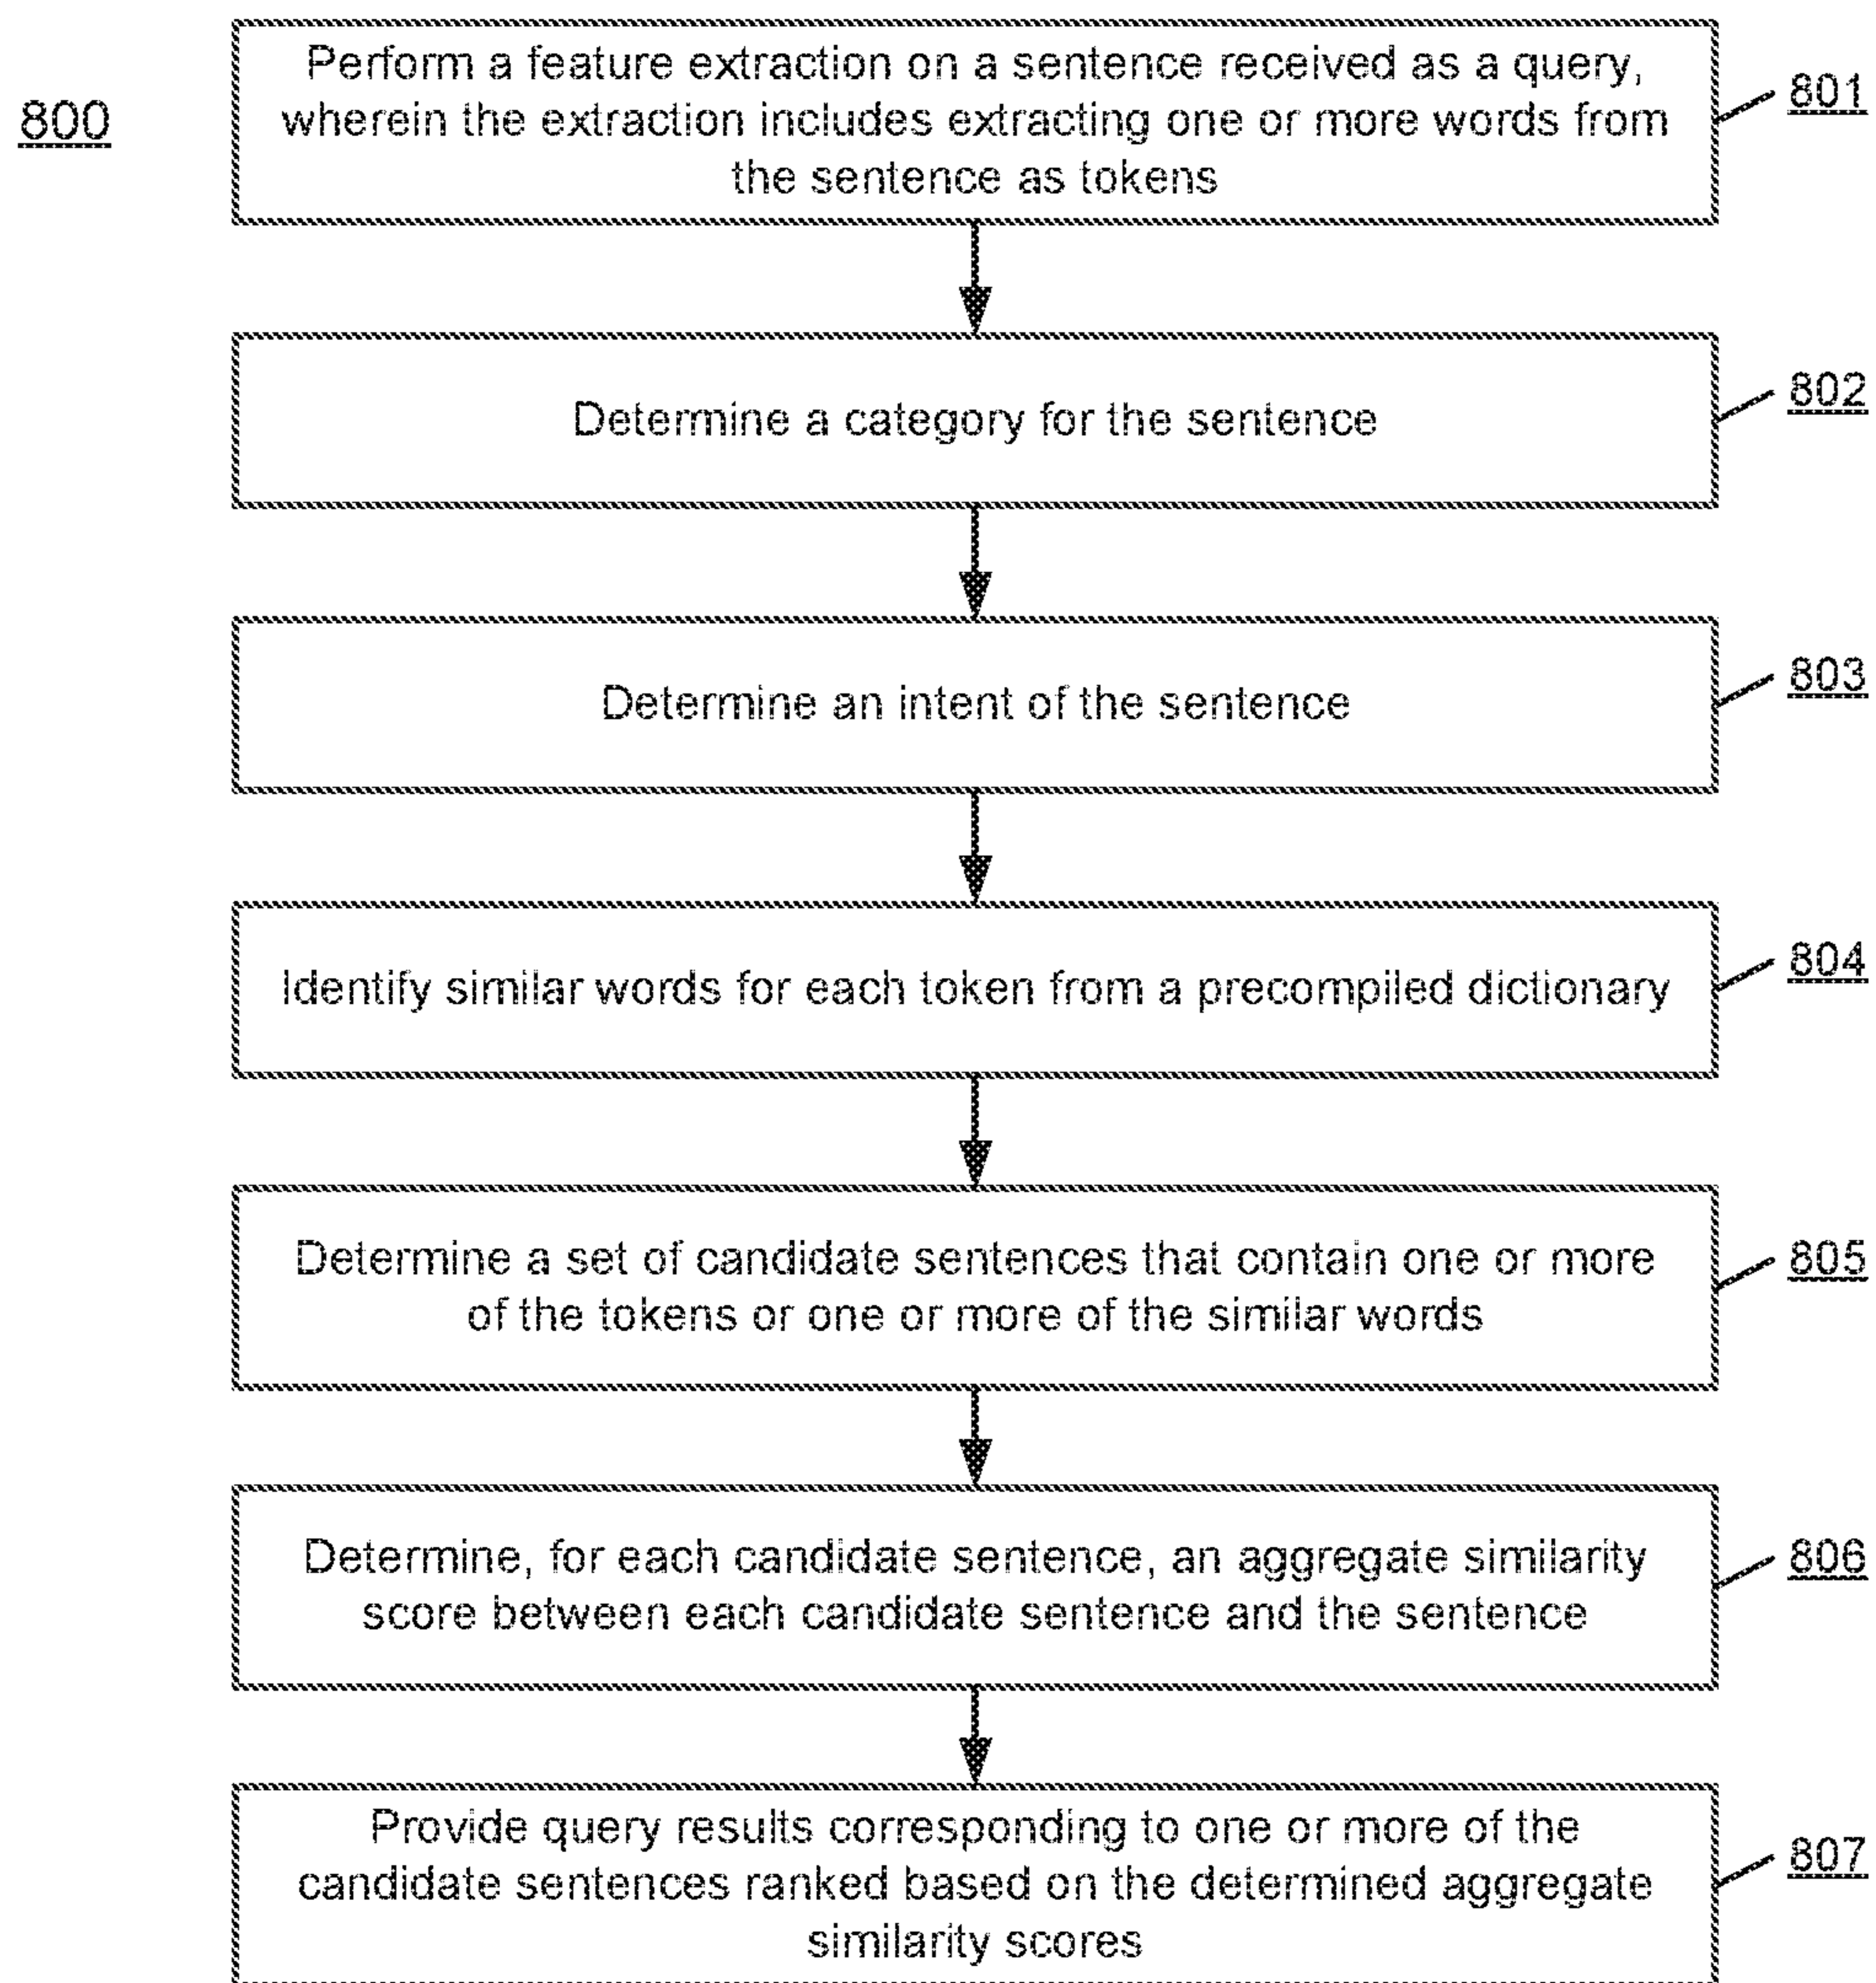 800
Perform a feature extraction on a sentence received as a query,
wherein the extraction includes extracting one or more words from
the sentence as tokens
801
Determine a category for the sentence
802
Determine an intent of the sentence
803
Identify similar words for each token from a precompiled dictionary
804
Determine a set of candidate sentences that contain one or more
of the tokens or one or more of the similar words
805
Determine, for each candidate sentence, an aggregate similarity
score between each candidate sentence and the sentence
806
Provide query results corresponding to one or more of the
candidate sentences ranked based on the determined aggregate
similarity scores
807